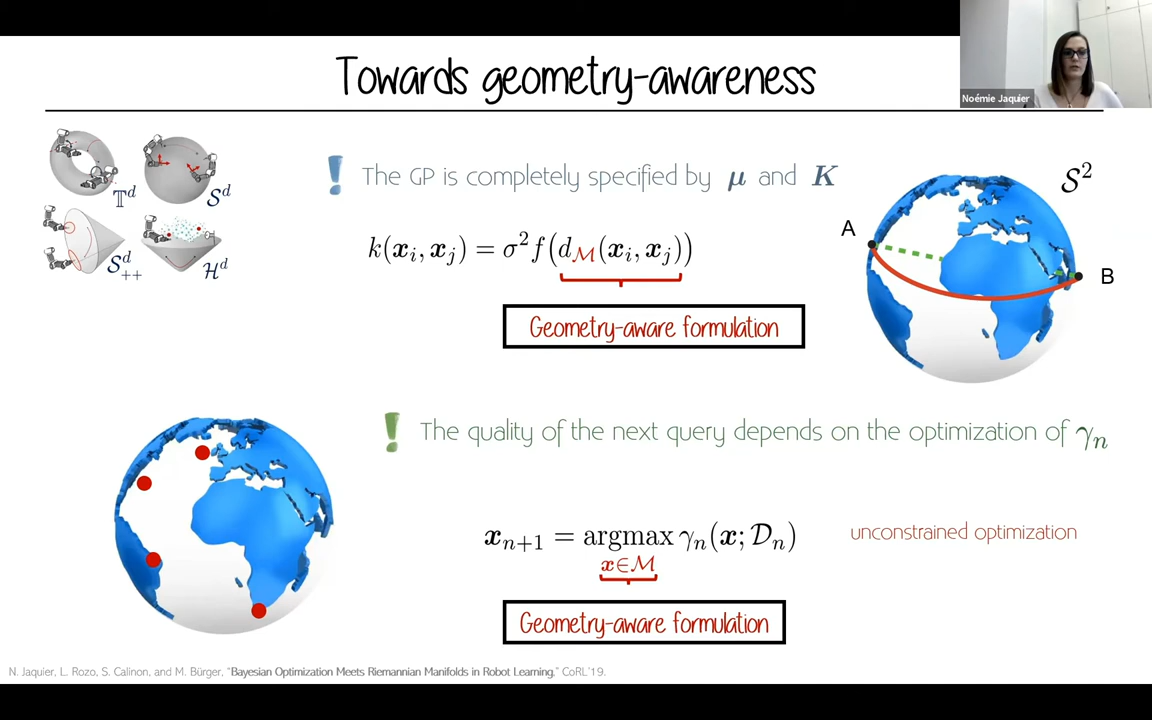 Towards geometry-awareness
Noémie Jaquier
𝕋ᵈ
𝒮ᵈ
𝒮ᵈ₊₊
ℋᵈ
! The GP is completely specified by μ and K
k(xᵢ, xⱼ) = σ² f(d_ℳ(xᵢ, xⱼ))
Geometry-aware formulation
𝒮²
A
B
! The quality of the next query depends on the optimization of γₙ
xₙ₊₁ = argmax γₙ(x; 𝒟ₙ)
x∈ℳ
unconstrained optimization
Geometry-aware formulation
N. Jaquier, L. Rozo, S. Calinon, and M. Bürger, "Bayesian Optimization Meets Riemannian Manifolds in Robot Learning," CoRL'19.